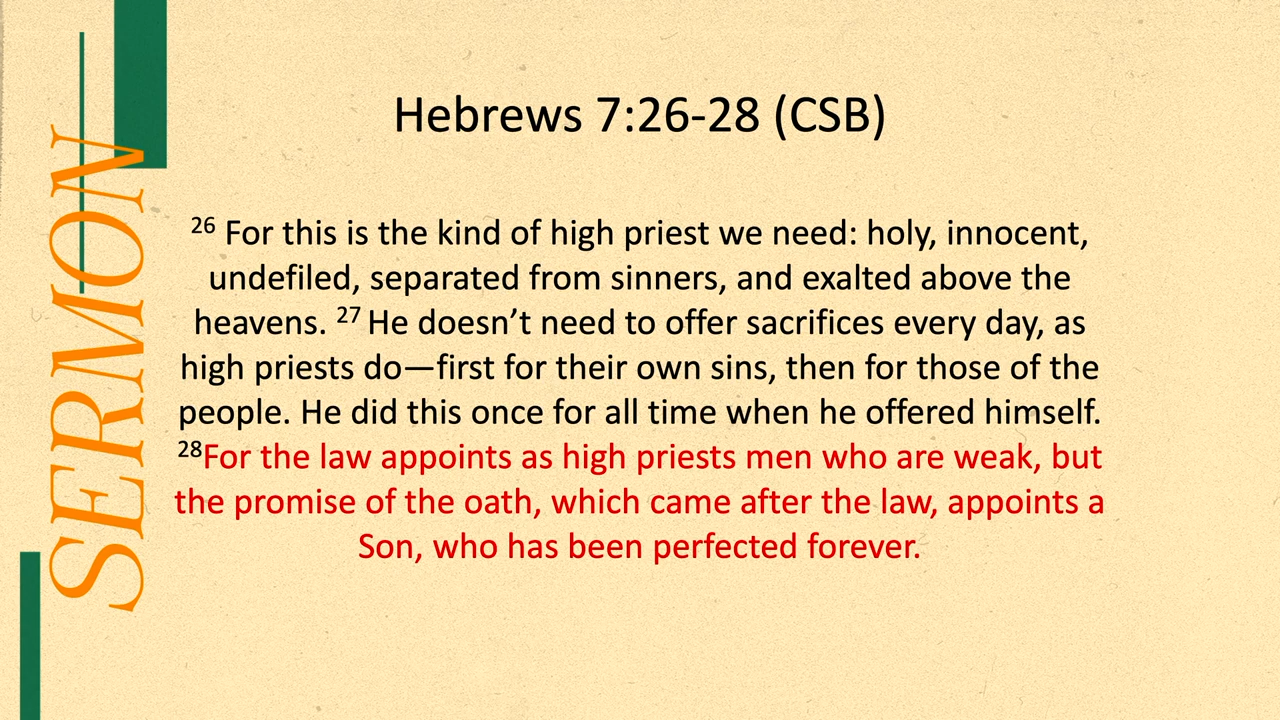 SERMON
Hebrews 7:26-28 (CSB)
26 For this is the kind of high priest we need: holy, innocent,
undefiled, separated from sinners, and exalted above the
heavens. 27 He doesn’t need to offer sacrifices every day, as
high priests do—first for their own sins, then for those of the
people. He did this once for all time when he offered himself.
28For the law appoints as high priests men who are weak, but
the promise of the oath, which came after the law, appoints a
Son, who has been perfected forever.